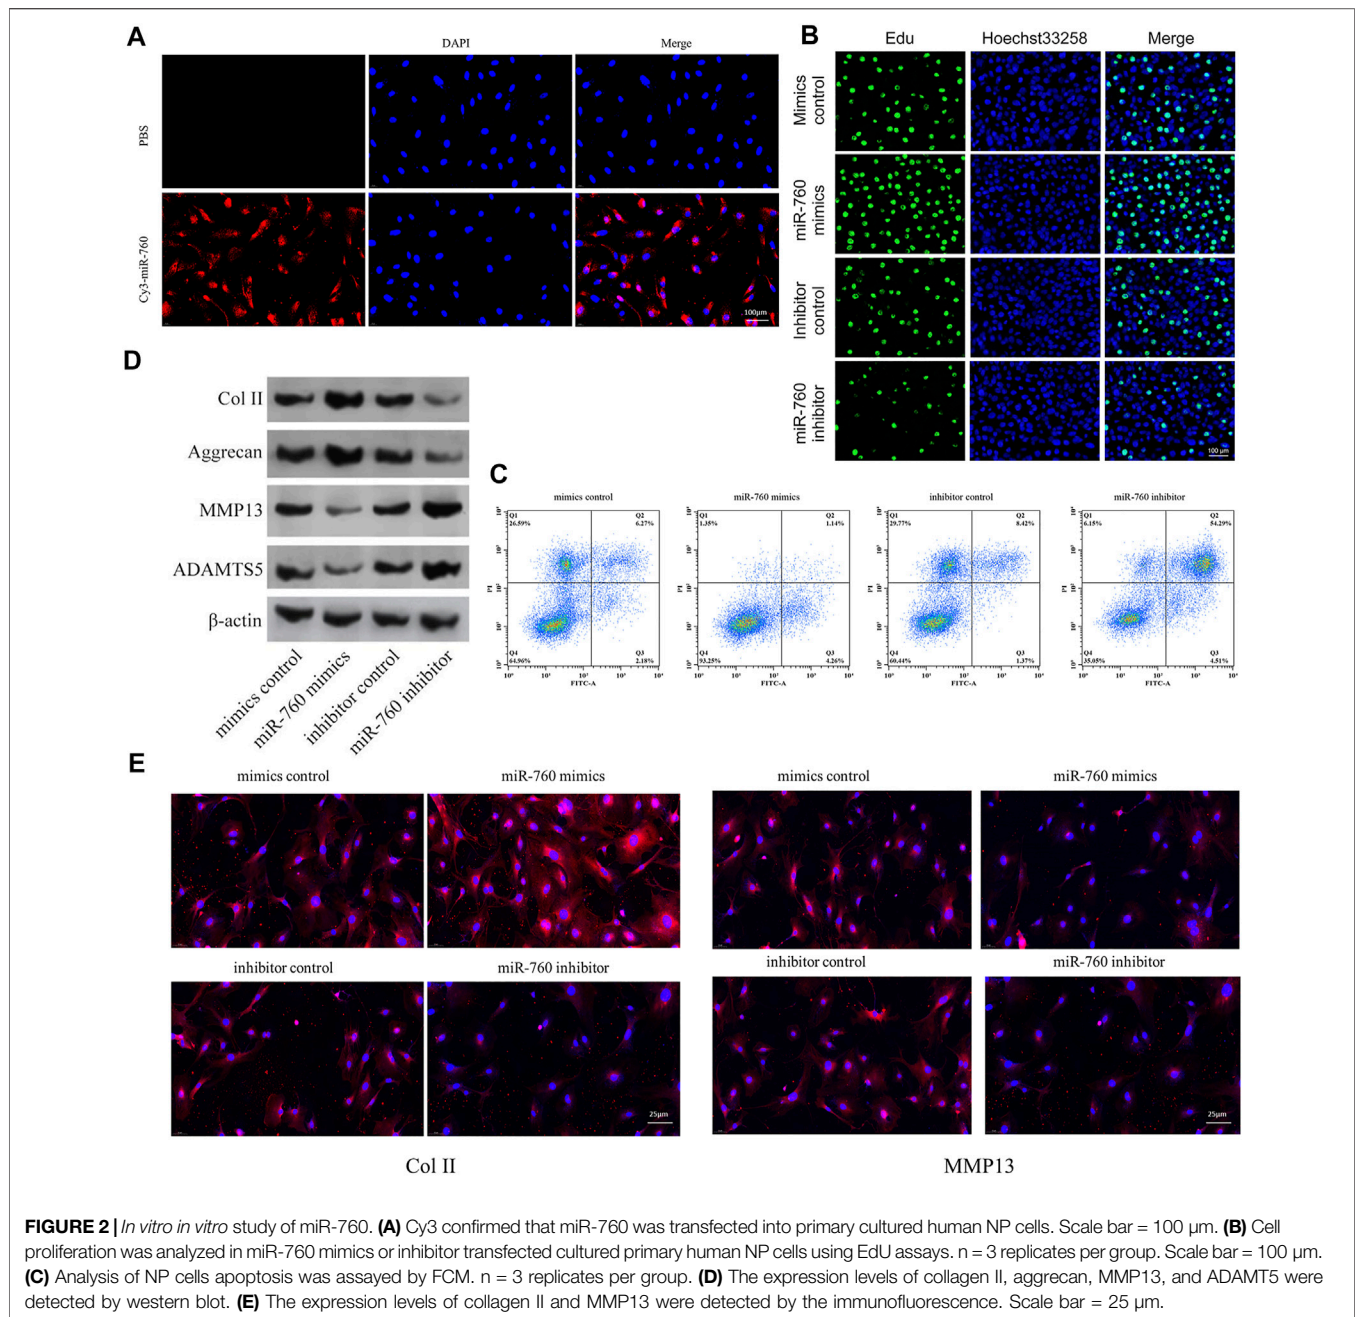 A
DAPI
Merge
PBS
Cy3-miR-760
100μm
B
Edu
Hoechst33258
Merge
Mimics
control
miR-760
mimics
Inhibitor
control
miR-760
inhibitor
100 μm
D
Col II
Aggrecan
MMP13
ADAMTS5
β-actin
mimics control
miR-760 mimics
inhibitor control
miR-760 inhibitor
C
mimics control
Q1
26.59%
Q2
6.27%
Q4
64.96%
Q3
2.18%
PI
FITC-A
miR-760 mimics
Q1
1.35%
Q2
1.14%
Q4
93.25%
Q3
4.26%
PI
FITC-A
inhibitor control
Q1
29.77%
Q2
8.42%
Q4
60.44%
Q3
1.37%
PI
FITC-A
miR-760 inhibitor
Q1
6.15%
Q2
54.29%
Q4
35.05%
Q3
4.51%
PI
FITC-A
E
mimics control
miR-760 mimics
mimics control
miR-760 mimics
inhibitor control
miR-760 inhibitor
inhibitor control
miR-760 inhibitor
25μm
25μm
Col II
MMP13
FIGURE 2 | In vitro in vitro study of miR-760. (A) Cy3 confirmed that miR-760 was transfected into primary cultured human NP cells. Scale bar = 100 μm. (B) Cell
proliferation was analyzed in miR-760 mimics or inhibitor transfected cultured primary human NP cells using EdU assays. n = 3 replicates per group. Scale bar = 100 μm.
(C) Analysis of NP cells apoptosis was assayed by FCM. n = 3 replicates per group. (D) The expression levels of collagen II, aggrecan, MMP13, and ADAMT5 were
detected by western blot. (E) The expression levels of collagen II and MMP13 were detected by the immunofluorescence. Scale bar = 25 μm.